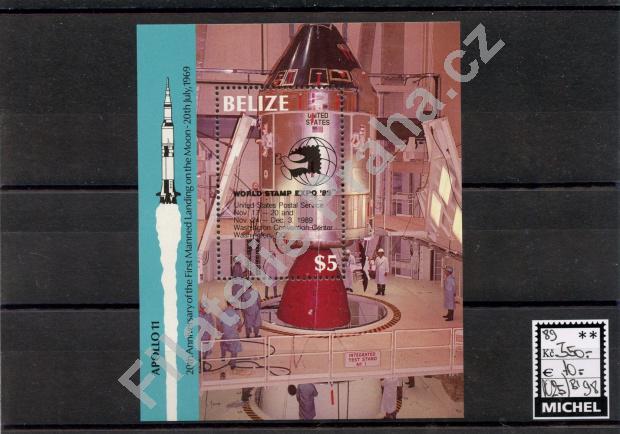 APOLLO 11
20th Anniversary of the First Manned Landing on the Moon - 20th July, 1969
BELIZE
UNITED
STATES
WORLD STAMP EXPO '89
United States Postal Service
Nov. 17 – 20 and
Nov. 24 – Dec. 3, 1989
Washington Convention Center
Washington,
$5
INTEGRATED
TEST STAND
Filatelie-Praha.cz
89 **
Kč 350.-
€ 10.-
98
MICHEL